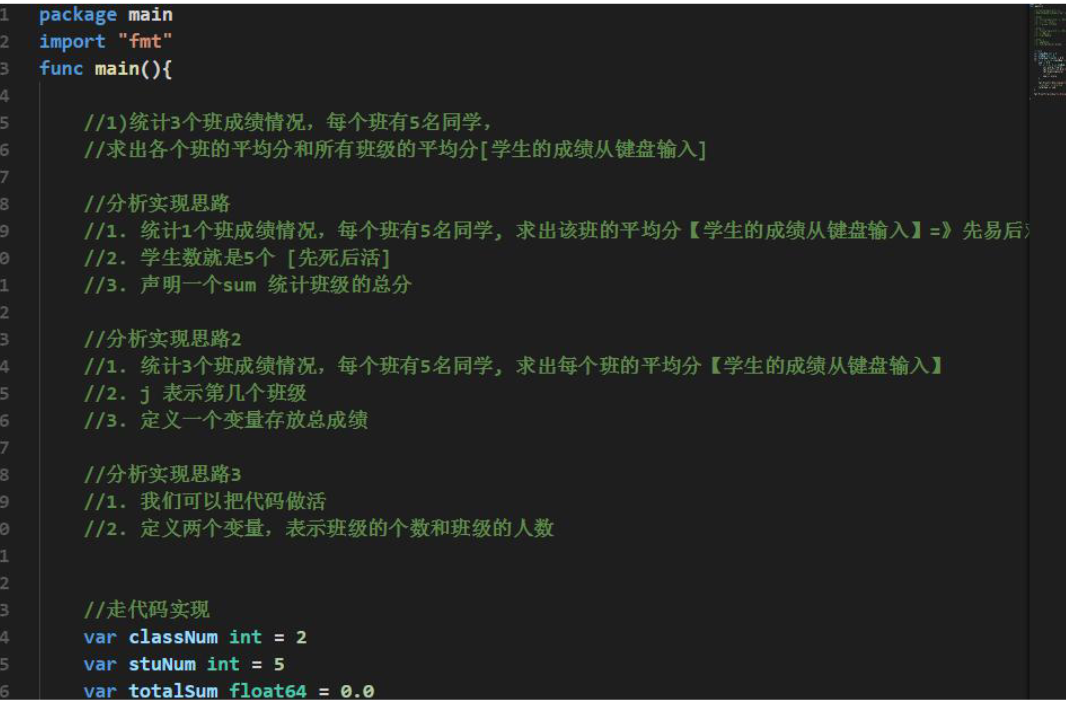 1 package main
2 import "fmt"
3 func main(){
4
5 //1)统计3个班成绩情况，每个班有5名同学，
6 //求出各个班的平均分和所有班级的平均分[学生的成绩从键盘输入]
7
8 //分析实现思路
9 //1. 统计1个班成绩情况，每个班有5名同学, 求出该班的平均分【学生的成绩从键盘输入】=》先易后
0 //2. 学生数就是5个 [先死后活]
1 //3. 声明一个sum 统计班级的总分
2
3 //分析实现思路2
4 //1. 统计3个班成绩情况，每个班有5名同学, 求出每个班的平均分【学生的成绩从键盘输入】
5 //2. j 表示第几个班级
6 //3. 定义一个变量存放总成绩
7
8 //分析实现思路3
9 //1. 我们可以把代码做活
0 //2. 定义两个变量，表示班级的个数和班级的人数
1
2
3 //走代码实现
4 var classNum int = 2
5 var stuNum int = 5
6 var totalSum float64 = 0.0